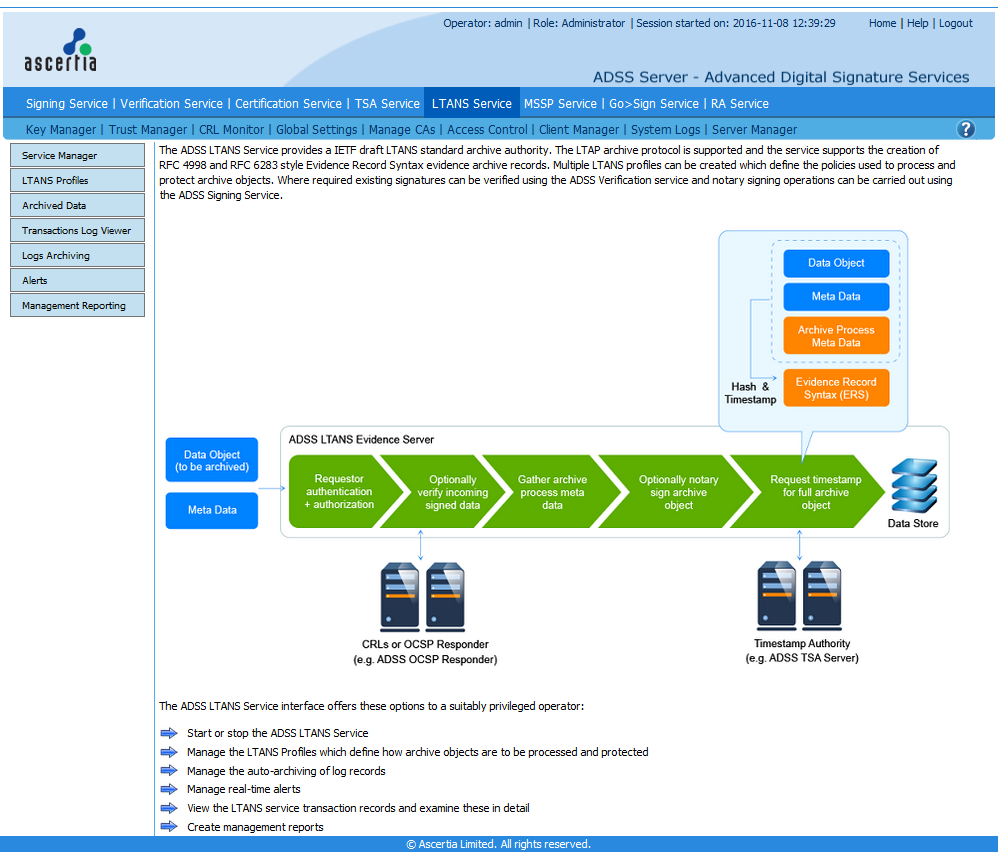 Operator: admin | Role: Administrator | Session started on: 2016-11-08 12:39:29 Home | Help | Logout
ascertia
ADSS Server - Advanced Digital Signature Services
Signing Service | Verification Service | Certification Service | TSA Service LTANS Service MSSP Service | Go>Sign Service | RA Service
Key Manager | Trust Manager | CRL Monitor | Global Settings | Manage CAs | Access Control | Client Manager | System Logs | Server Manager ?
Service Manager
LTANS Profiles
Archived Data
Transactions Log Viewer
Logs Archiving
Alerts
Management Reporting
The ADSS LTANS Service provides a IETF draft LTANS standard archive authority. The LTAP archive protocol is supported and the service supports the creation of
RFC 4998 and RFC 6283 style Evidence Record Syntax evidence archive records. Multiple LTANS profiles can be created which define the policies used to process and
protect archive objects. Where required existing signatures can be verified using the ADSS Verification service and notary signing operations can be carried out using
the ADSS Signing Service.
Data Object
Meta Data
Archive Process
Meta Data
Hash &
Timestamp
Evidence Record
Syntax (ERS)
Data Object
(to be archived)
Meta Data
ADSS LTANS Evidence Server
Requestor
authentication
+ authorization
Optionally
verify incoming
signed data
Gather archive
process meta
data
Optionally notary
sign archive
object
Request timestamp
for full archive
object
Data Store
CRLs or OCSP Responder
(e.g. ADSS OCSP Responder)
Timestamp Authority
(e.g. ADSS TSA Server)
The ADSS LTANS Service interface offers these options to a suitably privileged operator:
Start or stop the ADSS LTANS Service
Manage the LTANS Profiles which define how archive objects are to be processed and protected
Manage the auto-archiving of log records
Manage real-time alerts
View the LTANS service transaction records and examine these in detail
Create management reports
© Ascertia Limited. All rights reserved.